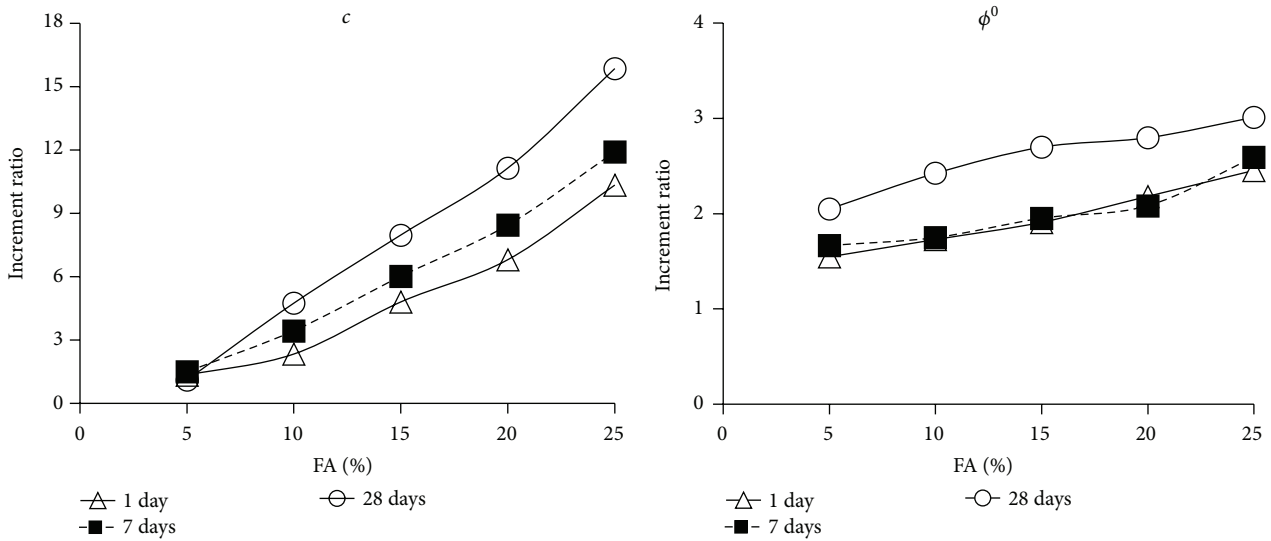 c
18
15
12
9
6
3
0
Increment ratio
0 5 10 15 20 25
FA (%)
1 day
28 days
7 days
ϕ⁰
4
3
2
1
0
Increment ratio
0 5 10 15 20 25
FA (%)
1 day
28 days
7 days